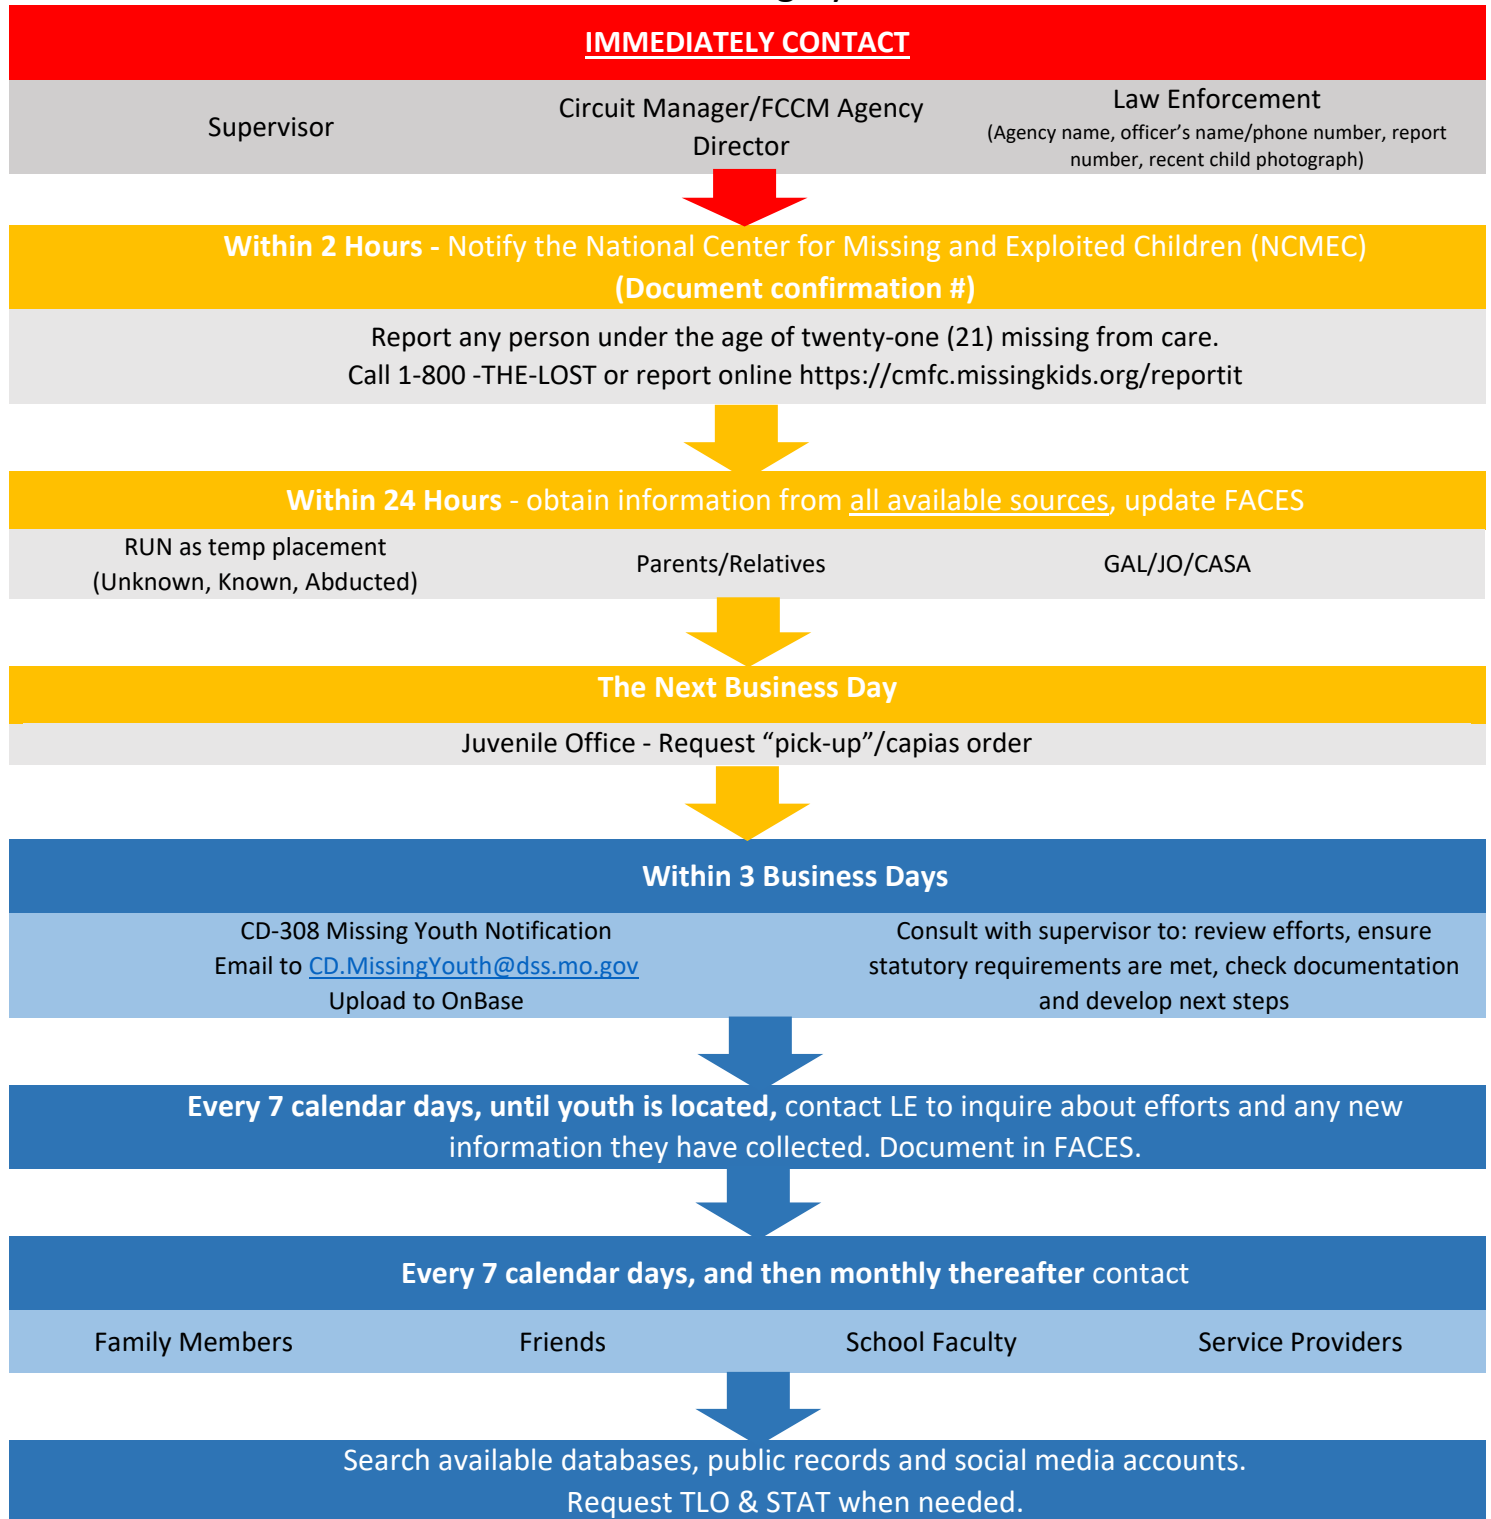 IMMEDIATELY CONTACT
Supervisor
Circuit Manager/FCCM Agency
Director
Law Enforcement
(Agency name, officer’s name/phone number, report
number, recent child photograph)
Within 2 Hours - Notify the National Center for Missing and Exploited Children (NCMEC)
(Document confirmation #)
Report any person under the age of twenty-one (21) missing from care.
Call 1-800 -THE-LOST or report online https://cmfc.missingkids.org/reportit
Within 24 Hours - obtain information from all available sources, update FACES
RUN as temp placement
(Unknown, Known, Abducted)
Parents/Relatives
GAL/JO/CASA
The Next Business Day
Juvenile Office - Request “pick-up”/capias order
Within 3 Business Days
CD-308 Missing Youth Notification
Email to CD.MissingYouth@dss.mo.gov
Upload to OnBase
Consult with supervisor to: review efforts, ensure
statutory requirements are met, check documentation
and develop next steps
Every 7 calendar days, until youth is located, contact LE to inquire about efforts and any new
information they have collected. Document in FACES.
Every 7 calendar days, and then monthly thereafter contact
Family Members
Friends
School Faculty
Service Providers
Search available databases, public records and social media accounts.
Request TLO & STAT when needed.